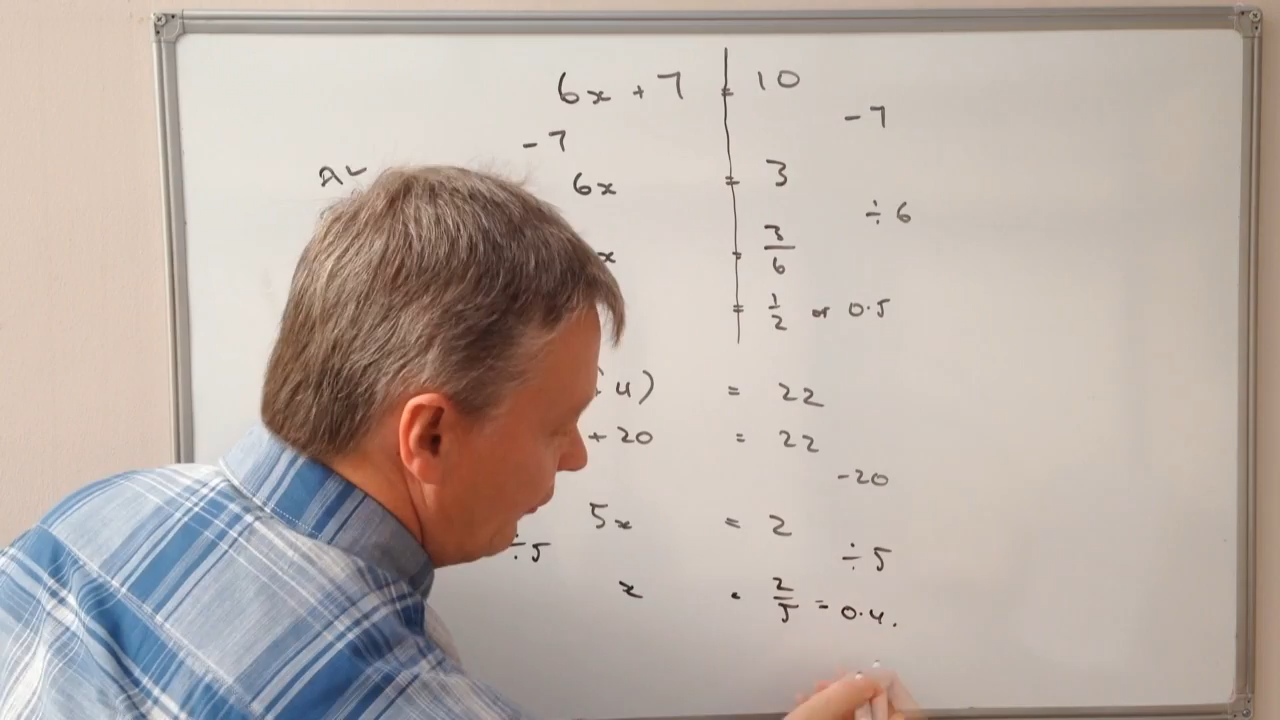 6x + 7 = 10
-7 -7
6x = 3
÷ 6
x = 3/6
= 1/2 or 0.5
4) = 22
+ 20 = 22
-20
5x = 2
÷5 ÷5
x = 2/5 = 0.4.